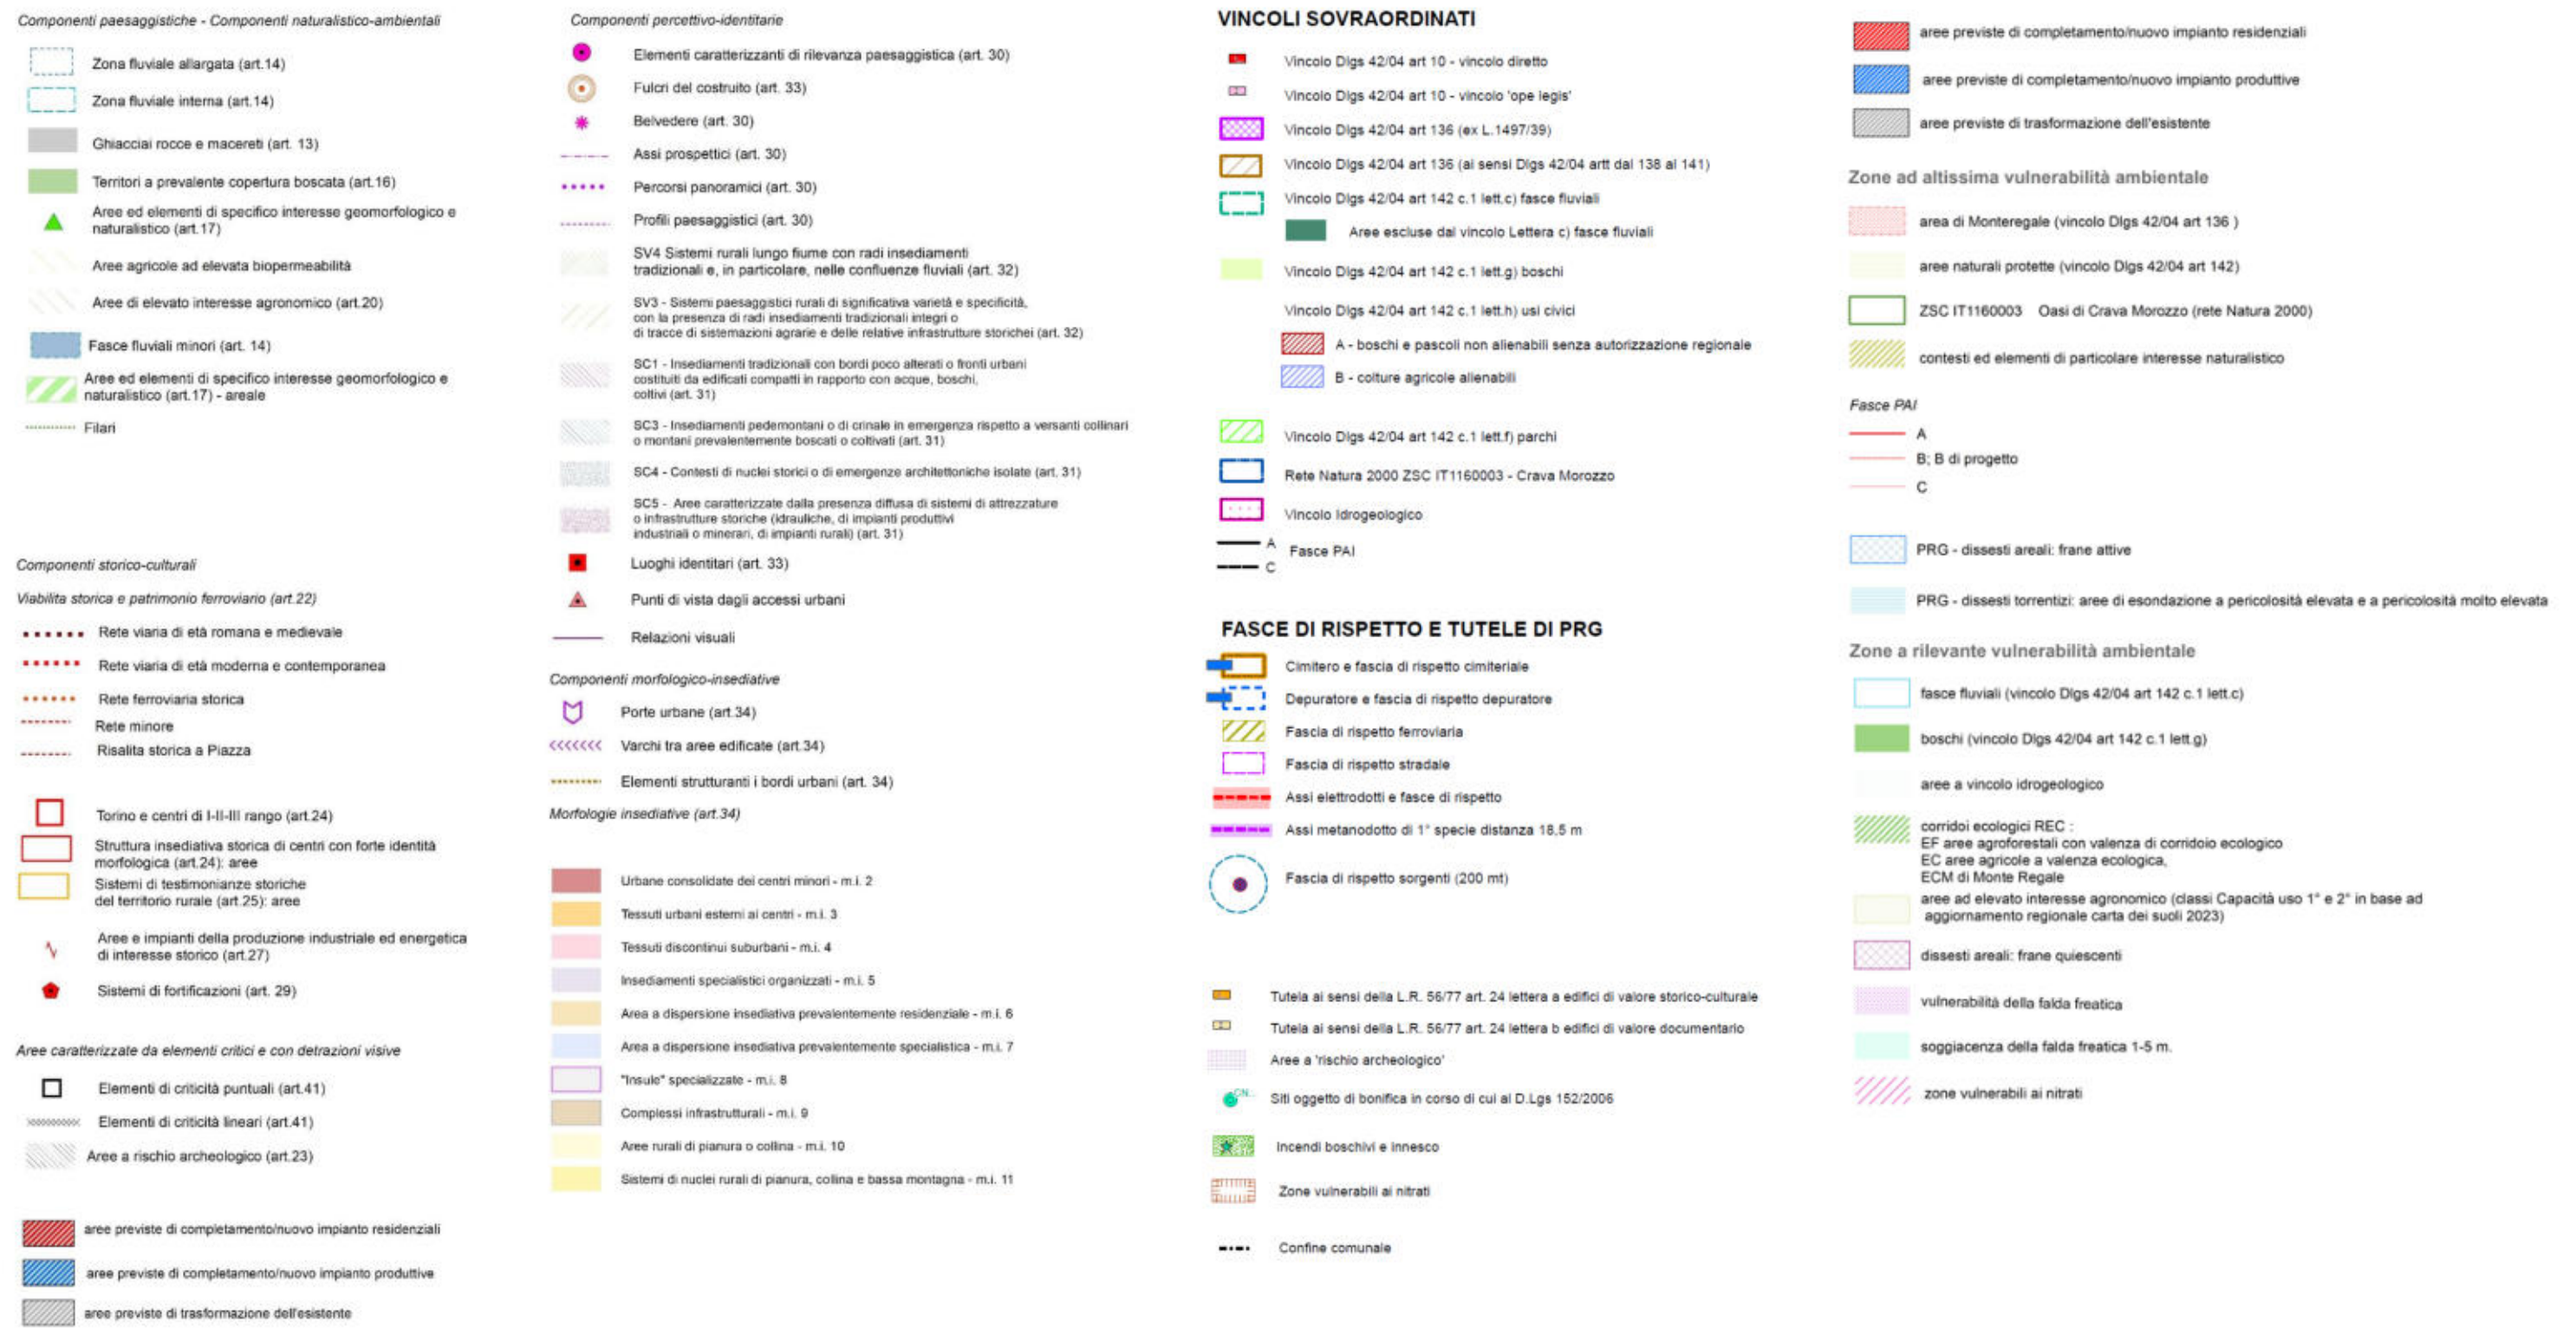 Componenti paesaggistiche - Componenti naturalistico-ambientali
Zona fluviale allargata (art.14)
Zona fluviale interna (art.14)
Ghiacciai rocce e macereti (art. 13)
Territori a prevalente copertura boscata (art.16)
Aree ed elementi di specifico interesse geomorfologico e
naturalistico (art.17)
Aree agricole ad elevata biopermeabilità
Aree di elevato interesse agronomico (art.20)
Fasce fluviali minori (art. 14)
Aree ed elementi di specifico interesse geomorfologico e
naturalistico (art.17) - areale
Filari
Componenti storico-culturali
Viabilita storica e patrimonio ferroviario (art.22)
Rete viaria di età romana e medievale
Rete viaria di età moderna e contemporanea
Rete ferroviaria storica
Rete minore
Risalita storica a Piazza
Torino e centri di I-II-III rango (art.24)
Struttura insediativa storica di centri con forte identità
morfologica (art.24): aree
Sistemi di testimonianze storiche
del territorio rurale (art.25): aree
Aree e impianti della produzione industriale ed energetica
di interesse storico (art.27)
Sistemi di fortificazioni (art. 29)
Aree caratterizzate da elementi critici e con detrazioni visive
Elementi di criticità puntuali (art.41)
Elementi di criticità lineari (art.41)
Aree a rischio archeologico (art.23)
aree previste di completamento/nuovo impianto residenziali
aree previste di completamento/nuovo impianto produttive
aree previste di trasformazione dell'esistente
Componenti percettivo-identitarie
Elementi caratterizzanti di rilevanza paesaggistica (art. 30)
Fulcri del costruito (art. 33)
Belvedere (art. 30)
Assi prospettici (art. 30)
Percorsi panoramici (art. 30)
Profili paesaggistici (art. 30)
SV4 Sistemi rurali lungo fiume con radi insediamenti
tradizionali e, in particolare, nelle confluenze fluviali (art. 32)
SV3 - Sistemi paesaggistici rurali di significativa varietà e specificità,
con la presenza di radi insediamenti tradizionali integri o
di tracce di sistemazioni agrarie e delle relative infrastrutture storichei (art. 32)
SC1 - Insediamenti tradizionali con bordi poco alterati o fronti urbani
costituiti da edificati compatti in rapporto con acque, boschi,
coltivi (art. 31)
SC3 - Insediamenti pedemontani o di crinale in emergenza rispetto a versanti collinari
o montani prevalentemente boscati o coltivati (art. 31)
SC4 - Contesti di nuclei storici o di emergenze architettoniche isolate (art. 31)
SC5 - Aree caratterizzate dalla presenza diffusa di sistemi di attrezzature
o infrastrutture storiche (idrauliche, di impianti produttivi
industriali o minerari, di impianti rurali) (art. 31)
Luoghi identitari (art. 33)
Punti di vista dagli accessi urbani
Relazioni visuali
Componenti morfologico-insediative
Porte urbane (art.34)
Varchi tra aree edificate (art.34)
Elementi strutturanti i bordi urbani (art. 34)
Morfologie insediative (art.34)
Urbane consolidate dei centri minori - m.i. 2
Tessuti urbani esterni ai centri - m.i. 3
Tessuti discontinui suburbani - m.i. 4
Insediamenti specialistici organizzati - m.i. 5
Area a dispersione insediativa prevalentemente residenziale - m.i. 6
Area a dispersione insediativa prevalentemente specialistica - m.i. 7
"Insule" specializzate - m.i. 8
Complessi infrastrutturali - m.i. 9
Aree rurali di pianura o collina - m.i. 10
Sistemi di nuclei rurali di pianura, collina e bassa montagna - m.i. 11
VINCOLI SOVRAORDINATI
Vincolo Dlgs 42/04 art 10 - vincolo diretto
Vincolo Dlgs 42/04 art 10 - vincolo 'ope legis'
Vincolo Dlgs 42/04 art 136 (ex L.1497/39)
Vincolo Dlgs 42/04 art 136 (ai sensi Dlgs 42/04 artt dal 138 al 141)
Vincolo Dlgs 42/04 art 142 c.1 lett.c) fasce fluviali
Aree escluse dal vincolo Lettera c) fasce fluviali
Vincolo Dlgs 42/04 art 142 c.1 lett.g) boschi
Vincolo Dlgs 42/04 art 142 c.1 lett.h) usi civici
A - boschi e pascoli non alienabili senza autorizzazione regionale
B - colture agricole alienabili
Vincolo Dlgs 42/04 art 142 c.1 lett.f) parchi
Rete Natura 2000 ZSC IT1160003 - Crava Morozzo
Vincolo Idrogeologico
A
Fasce PAI
C
FASCE DI RISPETTO E TUTELE DI PRG
Cimitero e fascia di rispetto cimiteriale
Depuratore e fascia di rispetto depuratore
Fascia di rispetto ferroviaria
Fascia di rispetto stradale
Assi elettrodotti e fasce di rispetto
Assi metanodotto di 1° specie distanza 18,5 m
Fascia di rispetto sorgenti (200 mt)
Tutela ai sensi della L.R. 56/77 art. 24 lettera a edifici di valore storico-culturale
Tutela ai sensi della L.R. 56/77 art. 24 lettera b edifici di valore documentario
Aree a 'rischio archeologico'
CN...
Siti oggetto di bonifica in corso di cui al D.Lgs 152/2006
Incendi boschivi e innesco
Zone vulnerabili ai nitrati
Confine comunale
aree previste di completamento/nuovo impianto residenziali
aree previste di completamento/nuovo impianto produttive
aree previste di trasformazione dell'esistente
Zone ad altissima vulnerabilità ambientale
area di Monteregale (vincolo Dlgs 42/04 art 136 )
aree naturali protette (vincolo Dlgs 42/04 art 142)
ZSC IT1160003 Oasi di Crava Morozzo (rete Natura 2000)
contesti ed elementi di particolare interesse naturalistico
Fasce PAI
A
B; B di progetto
C
PRG - dissesti areali: frane attive
PRG - dissesti torrentizi: aree di esondazione a pericolosità elevata e a pericolosità molto elevata
Zone a rilevante vulnerabilità ambientale
fasce fluviali (vincolo Dlgs 42/04 art 142 c.1 lett.c)
boschi (vincolo Dlgs 42/04 art 142 c.1 lett.g)
aree a vincolo idrogeologico
corridoi ecologici REC :
EF aree agroforestali con valenza di corridoio ecologico
EC aree agricole a valenza ecologica,
ECM di Monte Regale
aree ad elevato interesse agronomico (classi Capacità uso 1° e 2° in base ad
aggiornamento regionale carta dei suoli 2023)
dissesti areali: frane quiescenti
vulnerabilità della falda freatica
soggiacenza della falda freatica 1-5 m.
zone vulnerabili ai nitrati